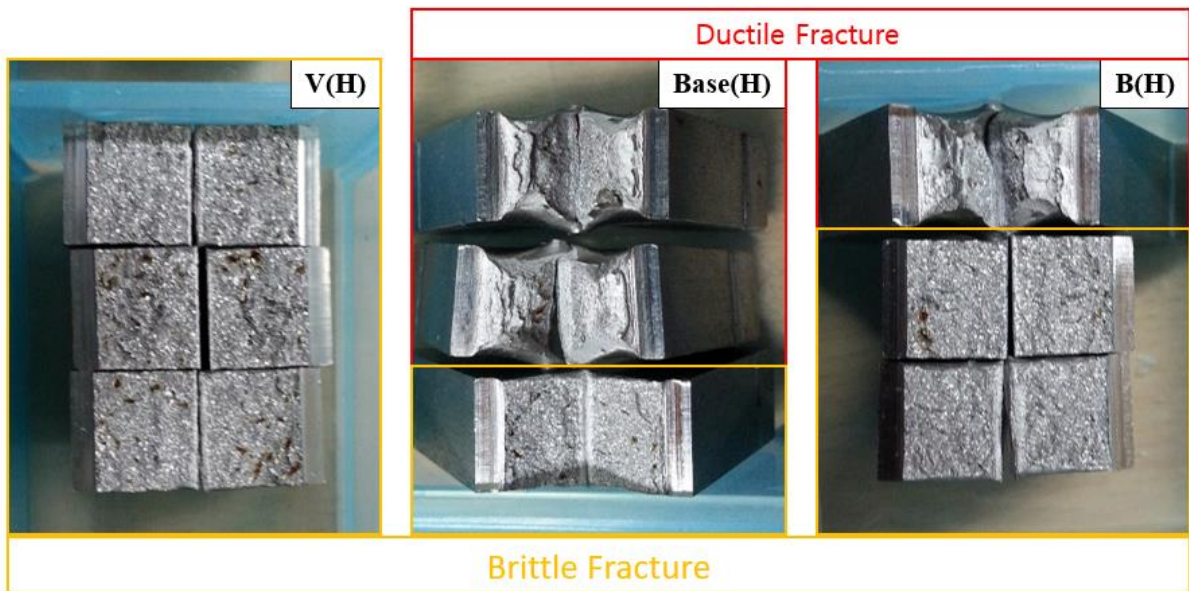 Ductile Fracture
V(H)
Base(H)
B(H)
Brittle Fracture